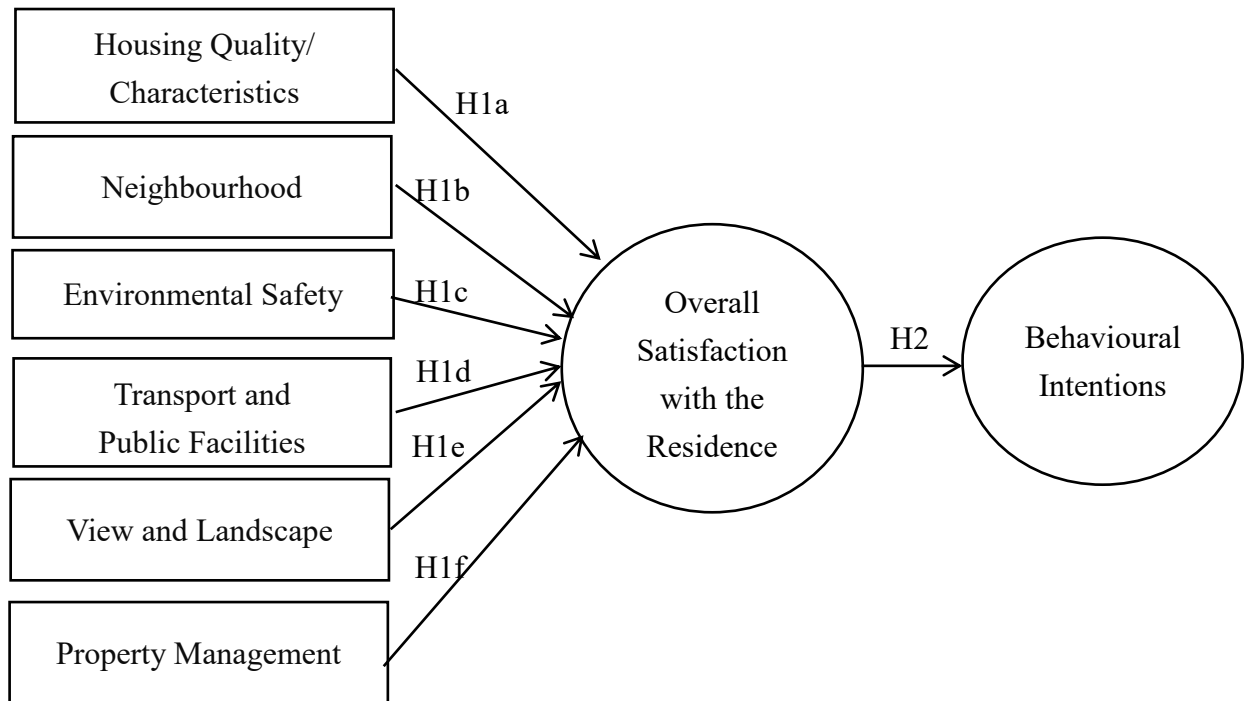 Housing Quality/
Characteristics
H1a
Neighbourhood
H1b
Environmental Safety
H1c
Transport and
Public Facilities
H1d
View and Landscape
H1e
Property Management
H1f
Overall
Satisfaction
with the
Residence
H2
Behavioural
Intentions